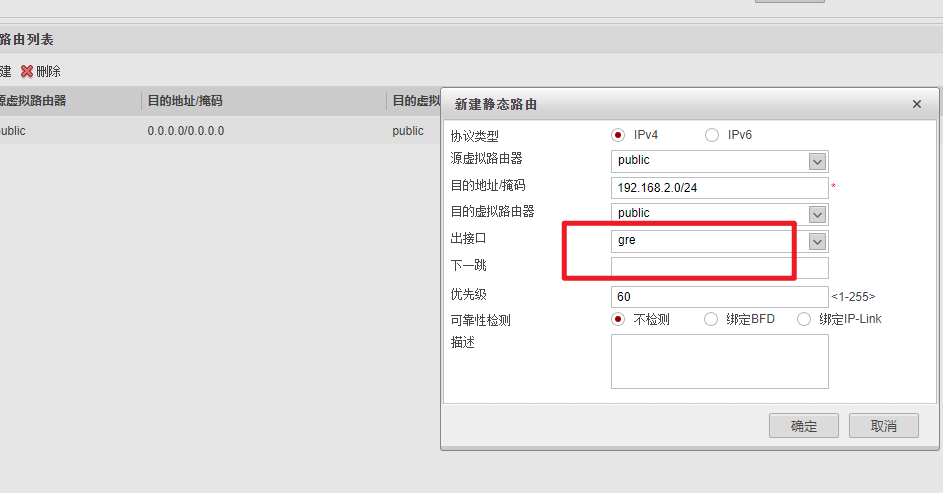 路由列表
建 删除
源虚拟路由器 目的地址/掩码 目的虚拟
public 0.0.0.0/0.0.0.0 public
新建静态路由
协议类型 IPv4 IPv6
源虚拟路由器 public
目的地址/掩码 192.168.2.0/24 *
目的虚拟路由器 public
出接口 gre
下一跳
优先级 60 <1-255>
可靠性检测 不检测 绑定BFD 绑定IP-Link
描述
确定 取消